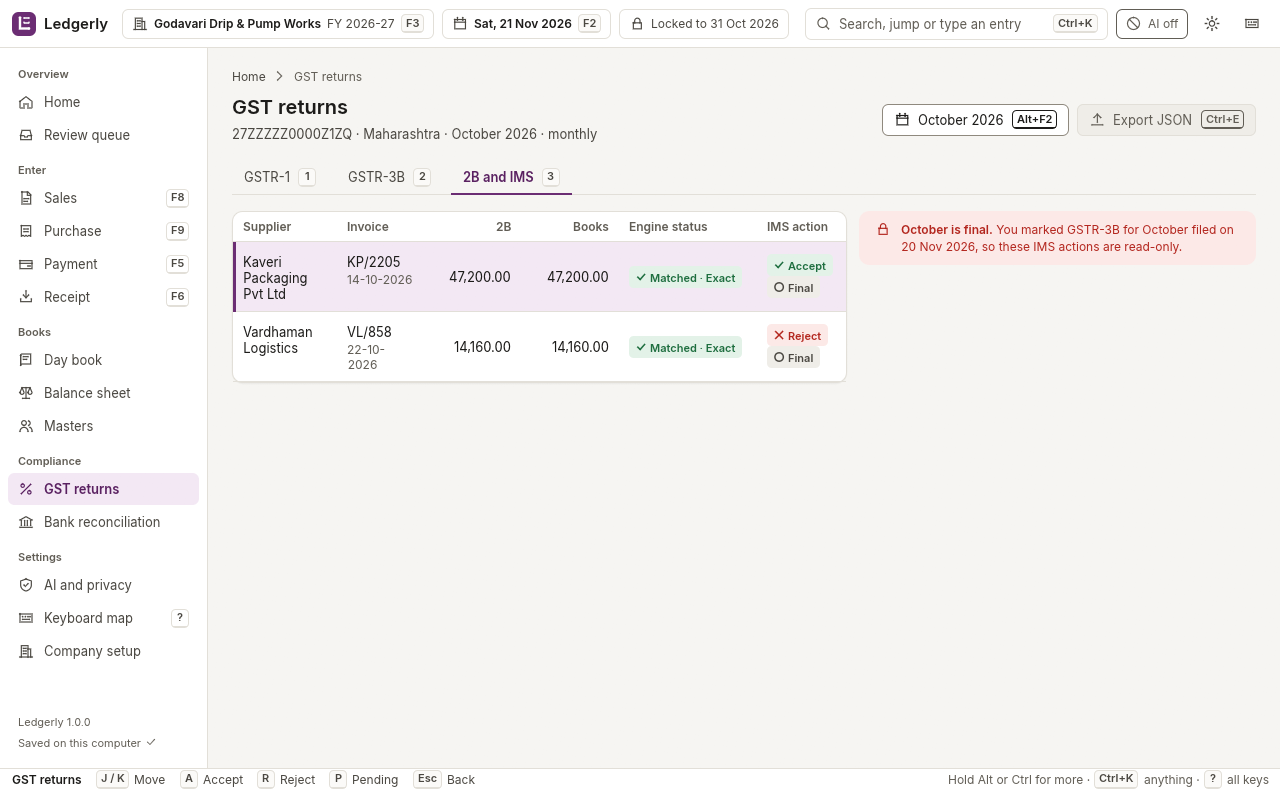 Ledgerly
Godavari Drip & Pump Works FY 2026-27 F3
Sat, 21 Nov 2026 F2
Locked to 31 Oct 2026
Search, jump or type an entry Ctrl+K
AI off
Overview
Home
Review queue
Enter
Sales F8
Purchase F9
Payment F5
Receipt F6
Books
Day book
Balance sheet
Masters
Compliance
GST returns
Bank reconciliation
Settings
AI and privacy
Keyboard map ?
Company setup
Ledgerly 1.0.0
Saved on this computer
Home GST returns
GST returns
27ZZZZZ0000Z1ZQ · Maharashtra · October 2026 · monthly
October 2026 Alt+F2
Export JSON Ctrl+E
GSTR-1 1 GSTR-3B 2 2B and IMS 3
Supplier Invoice 2B Books Engine status IMS action
Kaveri Packaging Pvt Ltd
KP/2205
14-10-2026
47,200.00 47,200.00 Matched · Exact
Accept
Final
Vardhaman Logistics
VL/858
22-10-2026
14,160.00 14,160.00 Matched · Exact
Reject
Final
October is final. You marked GSTR-3B for October filed on
20 Nov 2026, so these IMS actions are read-only.
GST returns J / K Move A Accept R Reject P Pending Esc Back
Hold Alt or Ctrl for more · Ctrl+K anything · ? all keys